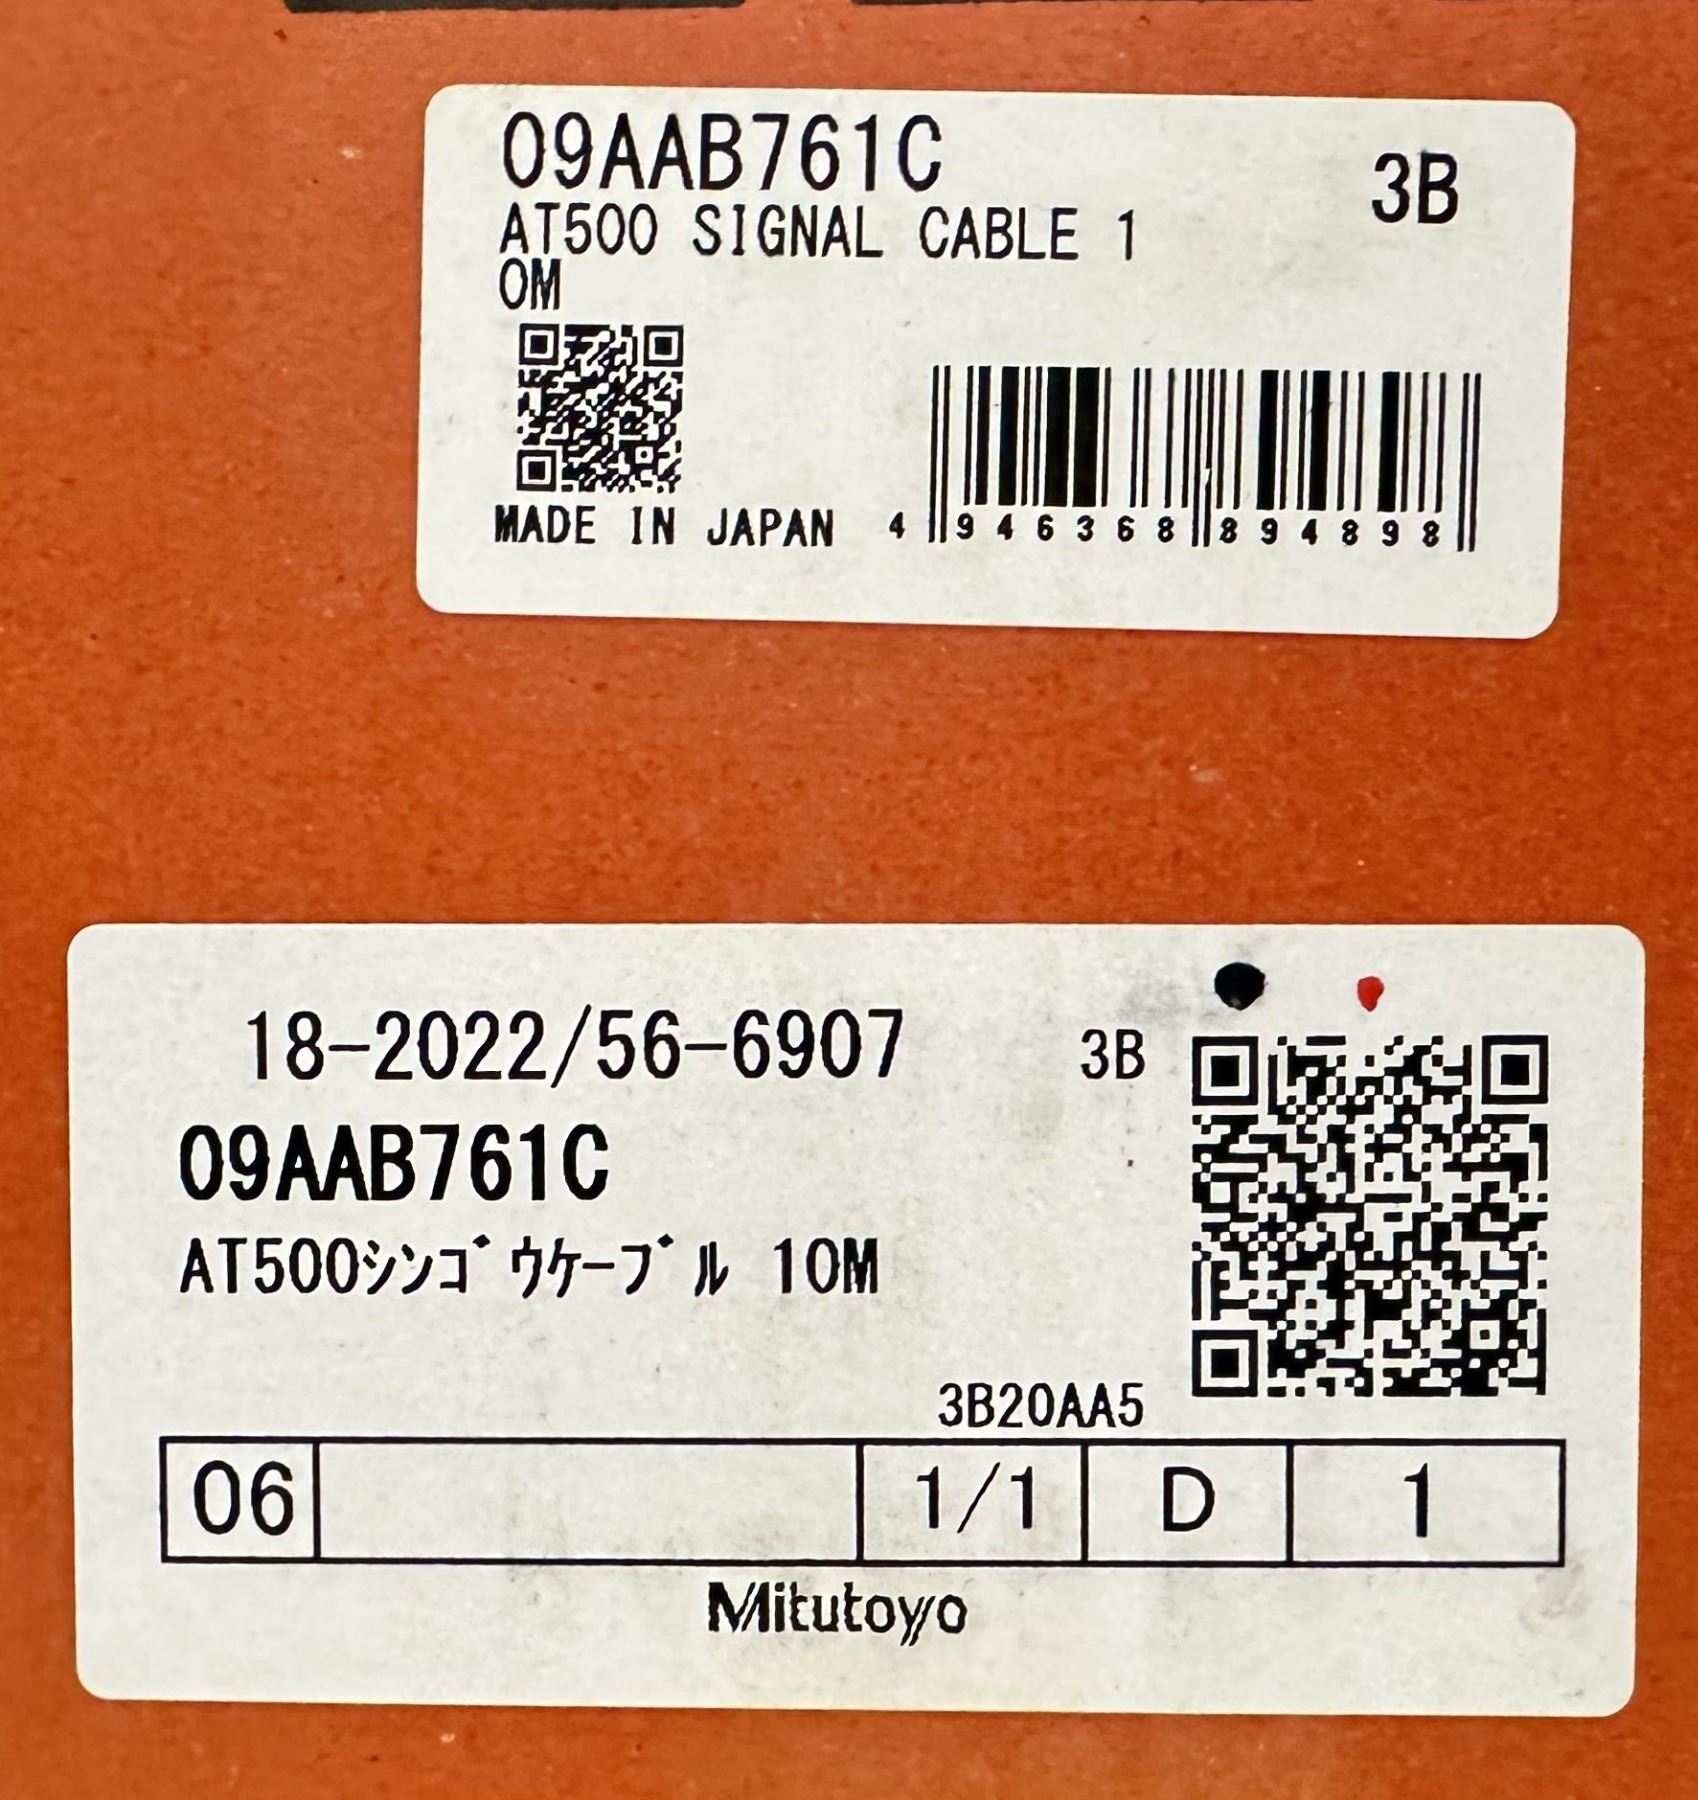 09AAB761C
3B
AT500 SIGNAL CABLE 1
0M
MADE IN JAPAN
4 946368 894898
18-2022/56-6907
3B
09AAB761C
AT500ｼﾝｺﾞｳｹｰﾌﾞﾙ 10M
3B20AA5
06 1/1 D 1
Mitutoyo